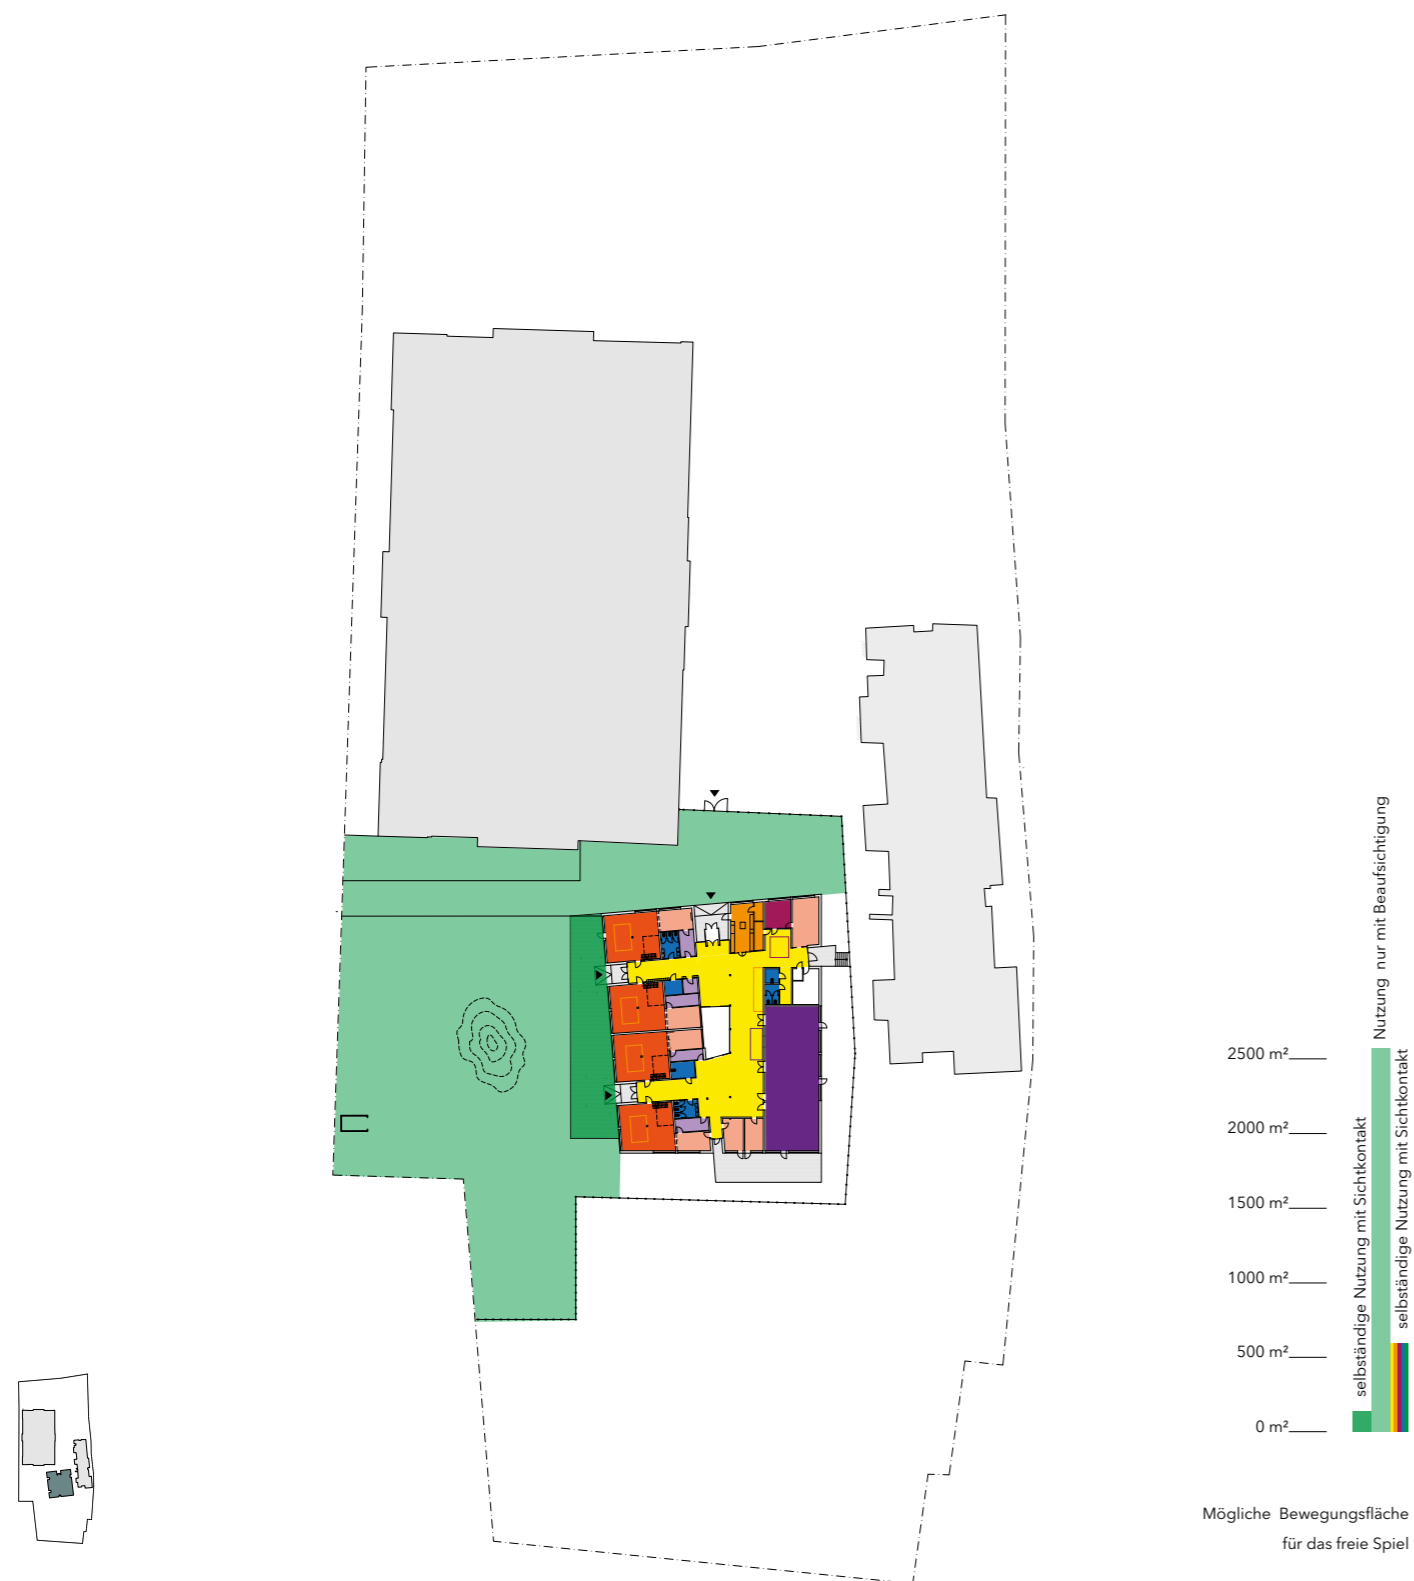 Nutzung nur mit Beaufsichtigung
selbständige Nutzung mit Sichtkontakt
selbständige Nutzung mit Sichtkontakt
2500 m²
2000 m²
1500 m²
1000 m²
500 m²
0 m²
Mögliche Bewegungsfläche
für das freie Spiel